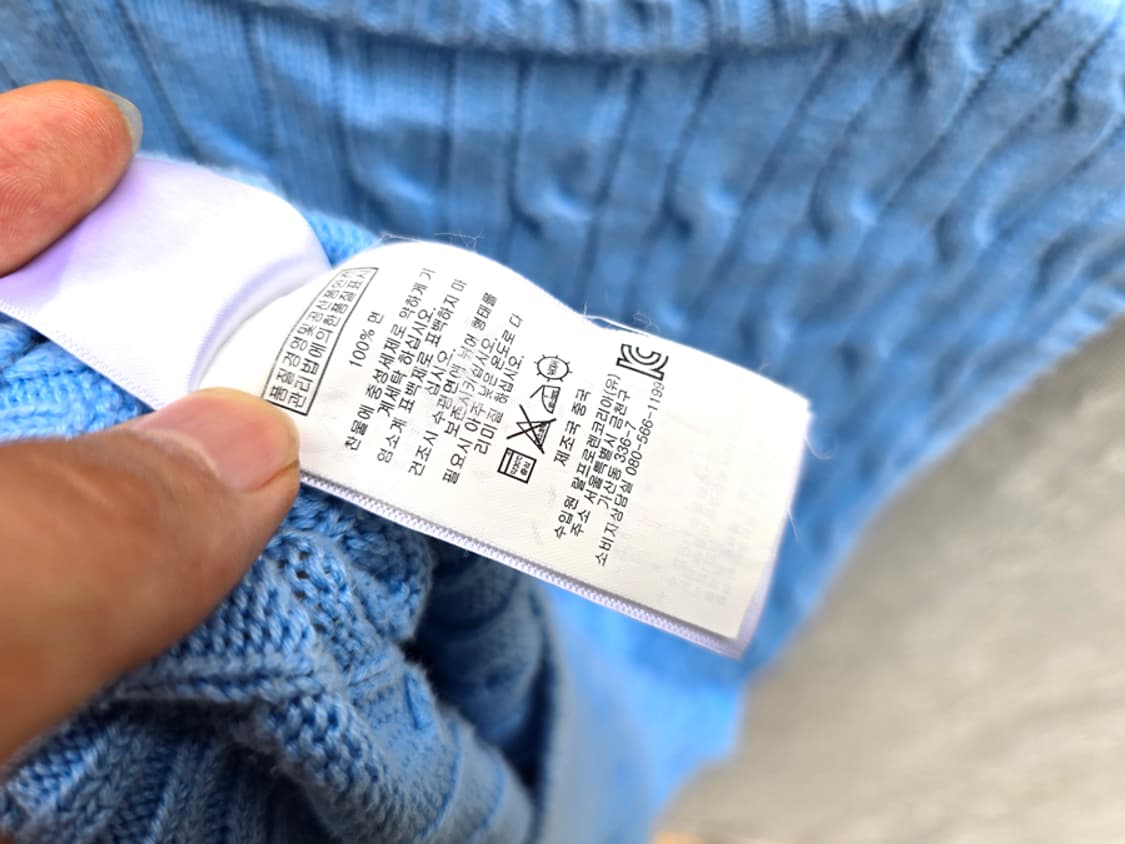 품질경영및공산품안전
관리법에의한품질표시
100% 면
찬물에 중성세제로 약하게 기
계세탁 하십시오.
염소계 표백제로 표백하지 마
십시오.
건조시 수평면에 뉘어 형태를
보존시키십시오.
필요시 아주 낮은 온도로 다
리미질 하십시오.
약30℃
중성
제조국 중국
수입원 랄프로렌코리아(유)
주소 서울특별시 금천구
가산동 336-7
소비자상담실 080-566-1199